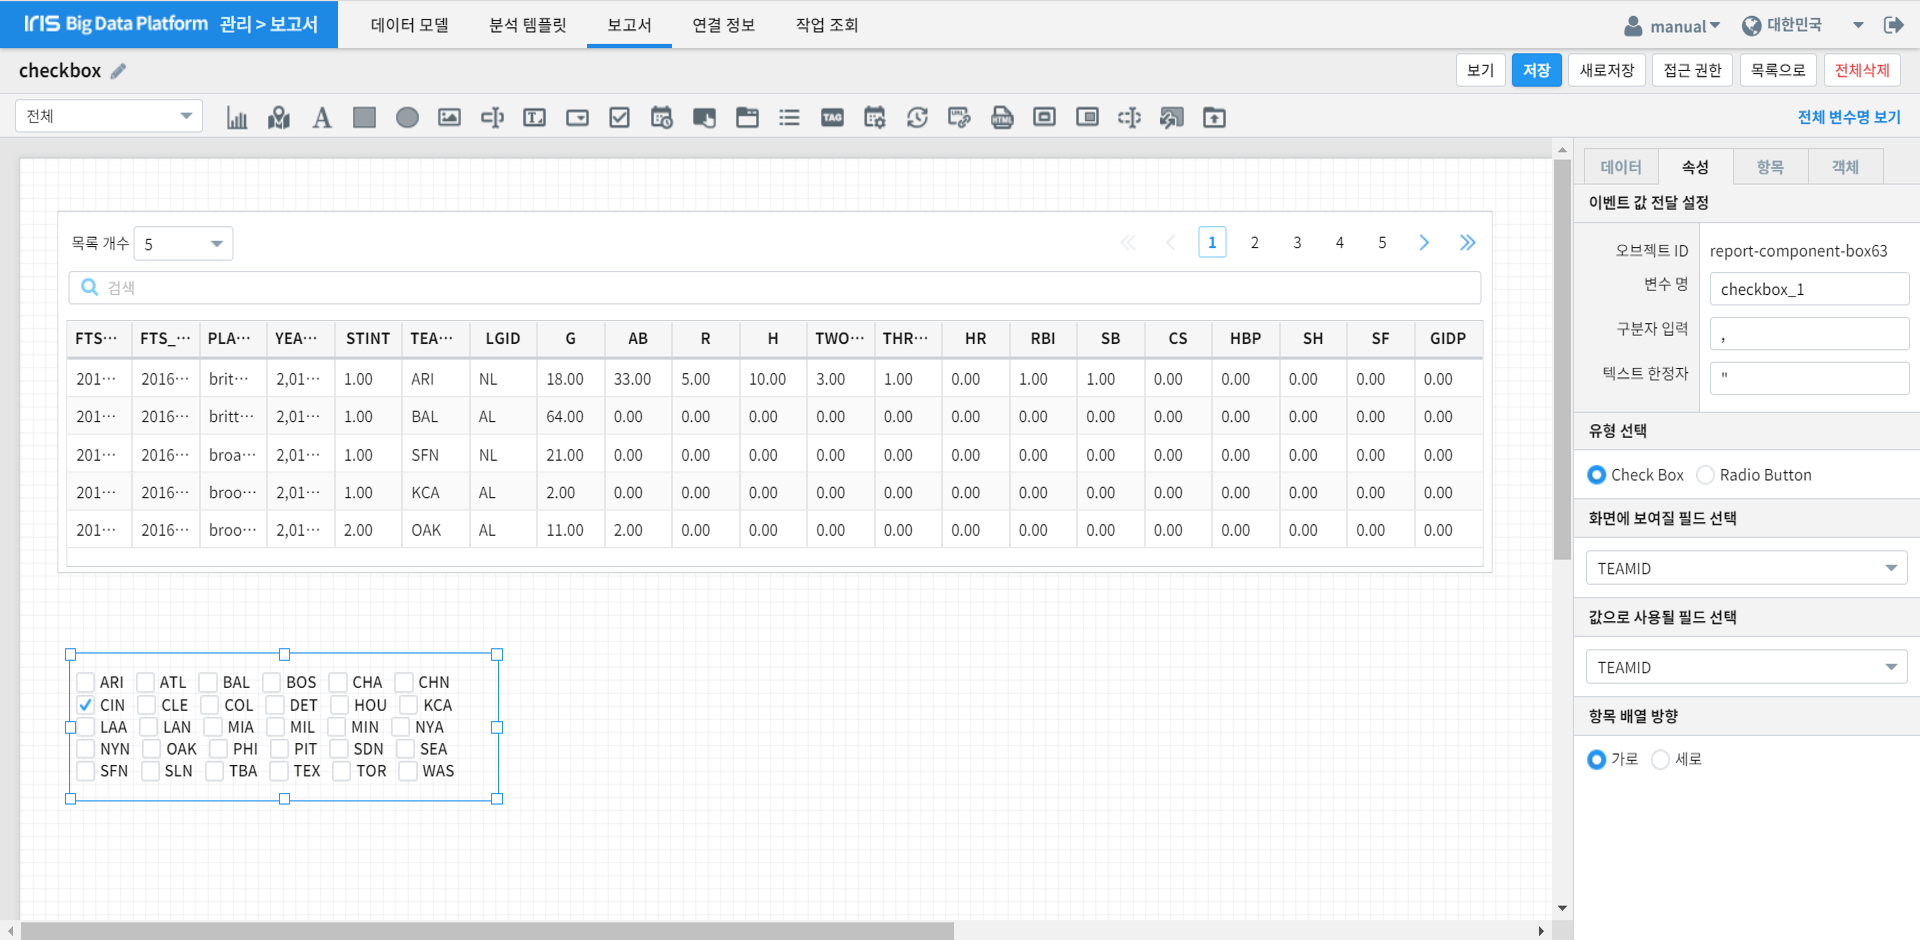 IRIS Big Data Platform 관리 > 보고서
데이터 모델 분석 템플릿 보고서 연결 정보 작업 조회
manual 대한민국
checkbox
보기 저장 새로저장 접근 권한 목록으로 전체삭제
전체
T
TAG
URL
HTML
전체 변수명 보기
목록 개수 5
1 2 3 4 5
검색
FTS··· FTS_··· PLA··· YEA··· STINT TEA··· LGID G AB R H TWO··· THR··· HR RBI SB CS HBP SH SF GIDP
201··· 2016··· brit··· 2,01··· 1.00 ARI NL 18.00 33.00 5.00 10.00 3.00 1.00 0.00 1.00 1.00 0.00 0.00 0.00 0.00 0.00
201··· 2016··· britt··· 2,01··· 1.00 BAL AL 64.00 0.00 0.00 0.00 0.00 0.00 0.00 0.00 0.00 0.00 0.00 0.00 0.00 0.00
201··· 2016··· broa··· 2,01··· 1.00 SFN NL 21.00 0.00 0.00 0.00 0.00 0.00 0.00 0.00 0.00 0.00 0.00 0.00 0.00 0.00
201··· 2016··· broo··· 2,01··· 1.00 KCA AL 2.00 0.00 0.00 0.00 0.00 0.00 0.00 0.00 0.00 0.00 0.00 0.00 0.00 0.00
201··· 2016··· broo··· 2,01··· 2.00 OAK AL 11.00 2.00 0.00 0.00 0.00 0.00 0.00 0.00 0.00 0.00 0.00 0.00 0.00 0.00
ARI ATL BAL BOS CHA CHN
CIN CLE COL DET HOU KCA
LAA LAN MIA MIL MIN NYA
NYN OAK PHI PIT SDN SEA
SFN SLN TBA TEX TOR WAS
데이터 속성 항목 객체
이벤트 값 전달 설정
오브젝트 ID report-component-box63
변수 명 checkbox_1
구분자 입력 ,
텍스트 한정자 "
유형 선택
Check Box Radio Button
화면에 보여질 필드 선택
TEAMID
값으로 사용될 필드 선택
TEAMID
항목 배열 방향
가로 세로